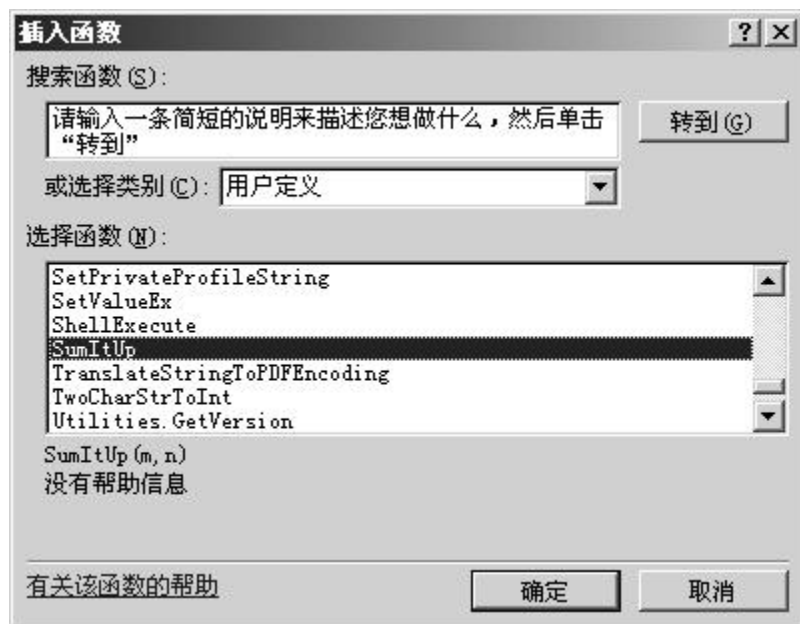 插入函数
搜索函数(S):
请输入一条简短的说明来描述您想做什么，然后单击
“转到”
转到(G)
或选择类别(C):
用户定义
选择函数(N):
SetPrivateProfileString
SetValueEx
ShellExecute
SumItUp
TranslateStringToPDFEncoding
TwoCharStrToInt
Utilities.GetVersion
SumItUp(m,n)
没有帮助信息
有关该函数的帮助
确定
取消